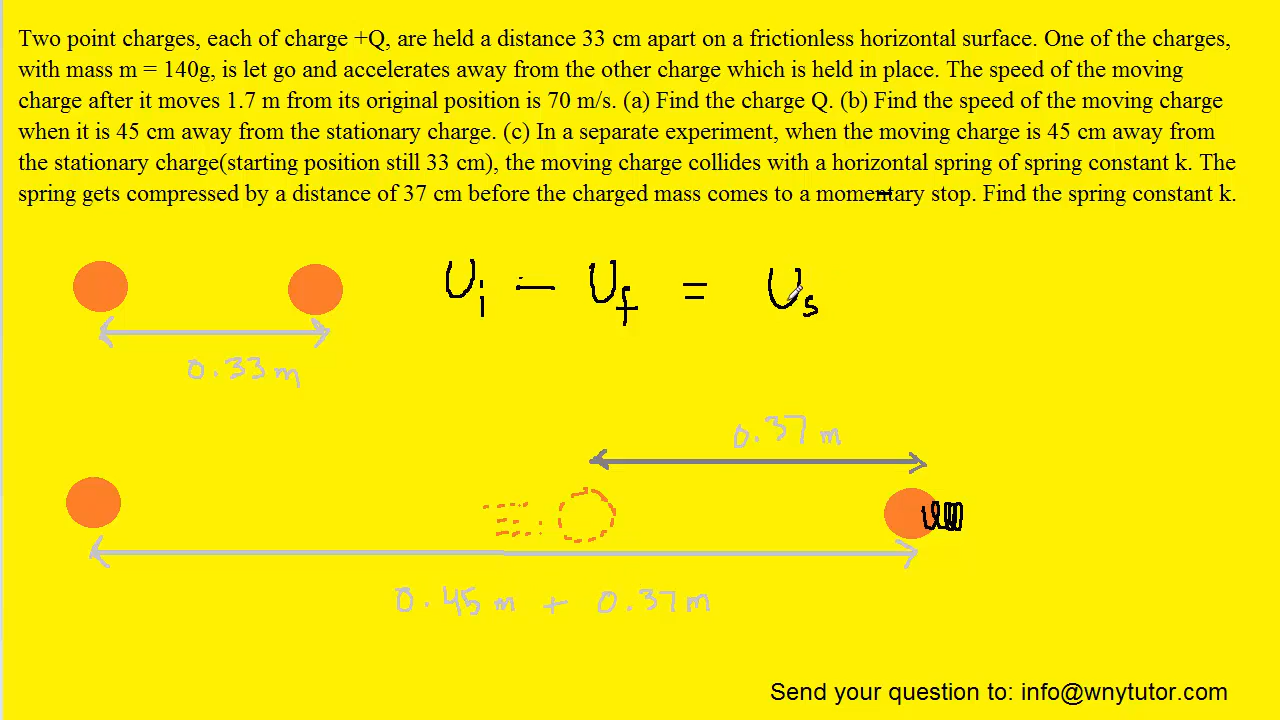 Two point charges, each of charge +Q, are held a distance 33 cm apart on a frictionless horizontal surface. One of the charges,
with mass m = 140g, is let go and accelerates away from the other charge which is held in place. The speed of the moving
charge after it moves 1.7 m from its original position is 70 m/s. (a) Find the charge Q. (b) Find the speed of the moving charge
when it is 45 cm away from the stationary charge. (c) In a separate experiment, when the moving charge is 45 cm away from
the stationary charge(starting position still 33 cm), the moving charge collides with a horizontal spring of spring constant k. The
spring gets compressed by a distance of 37 cm before the charged mass comes to a momentary stop. Find the spring constant k.
Ui - Uf = Us
0.33 m
0.37 m
0.45 m + 0.37 m
Send your question to: info@wnytutor.com